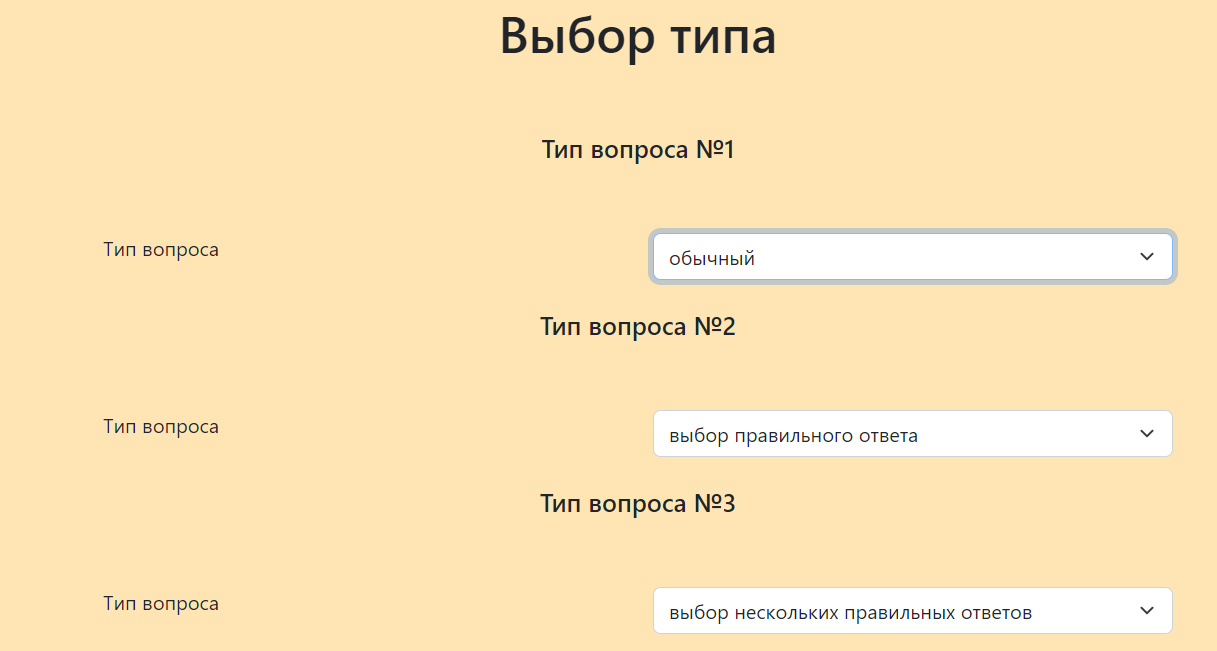 Выбор типа
Тип вопроса №1
Тип вопроса
обычный
Тип вопроса №2
Тип вопроса
выбор правильного ответа
Тип вопроса №3
Тип вопроса
выбор нескольких правильных ответов